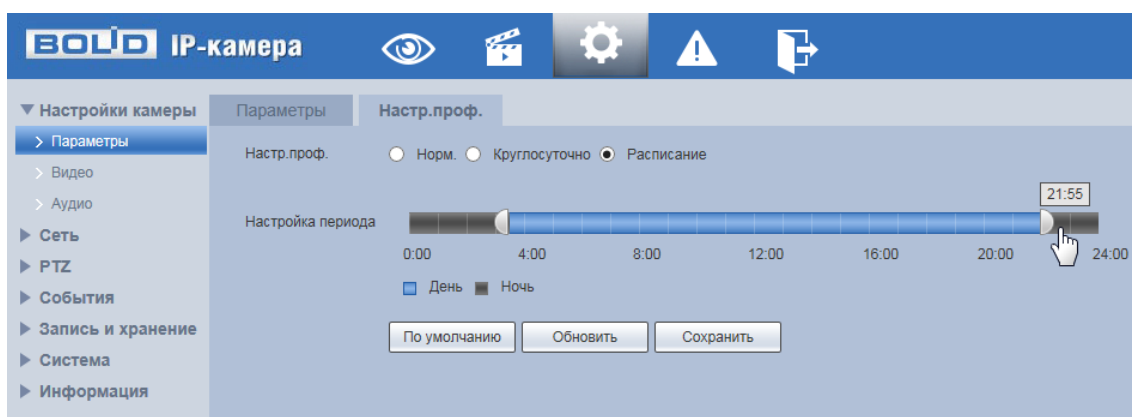 BOLID IP-камера
Настройки камеры
Параметры
Видео
Аудио
Сеть
PTZ
События
Запись и хранение
Система
Информация
Параметры Настр.проф.
Настр.проф. Норм. Круглосуточно Расписание
21:55
Настройка периода
0:00 4:00 8:00 12:00 16:00 20:00 24:00
День Ночь
По умолчанию Обновить Сохранить